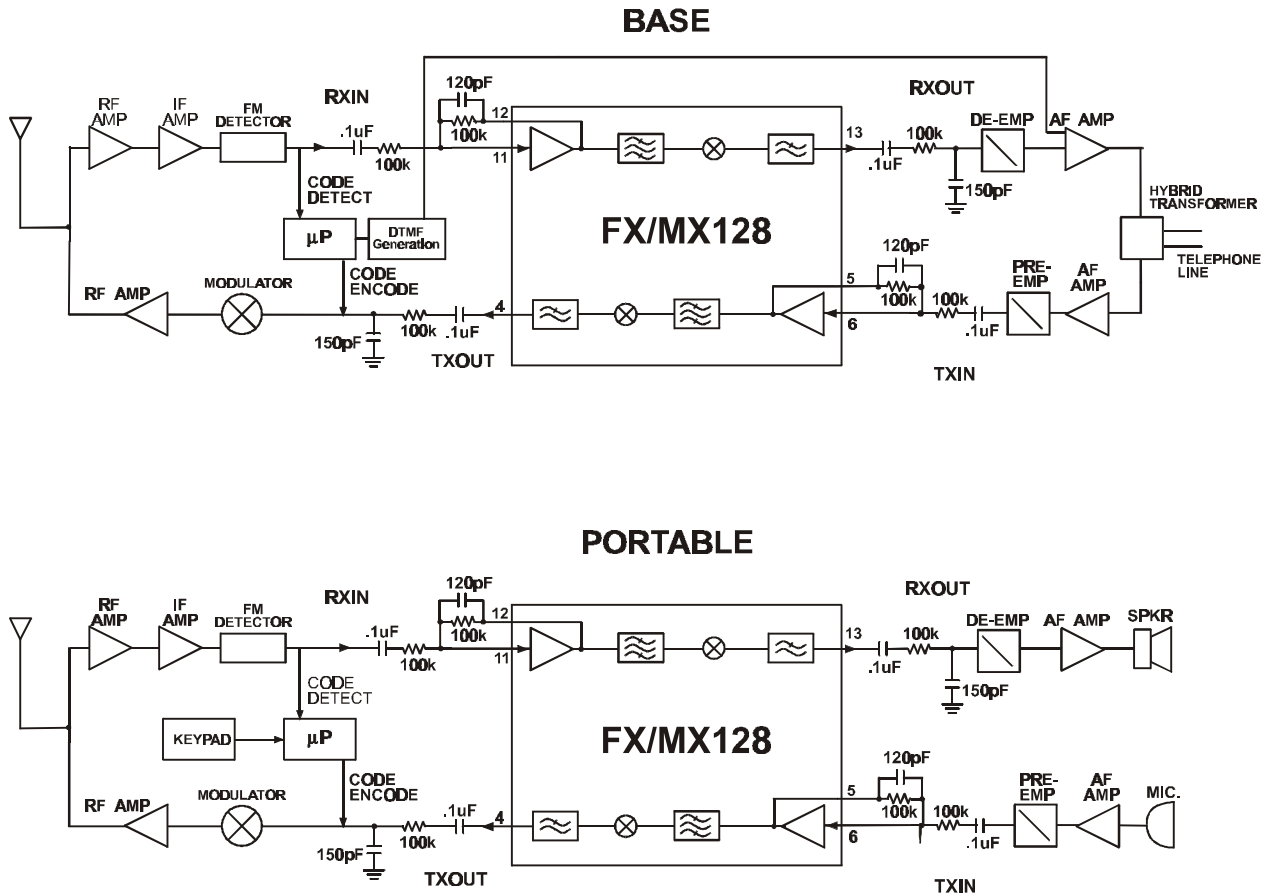 BASE
RF
AMP
IF
AMP
FM
DETECTOR
RXIN
.1uF
100k
120pF
100k
12
11
CODE
DETECT
µP
DTMF
Generation
CODE
ENCODE
RF AMP
MODULATOR
150pF
100k
.1uF
TXOUT
4
FX/MX128
13
RXOUT
.1uF
100k
150pF
DE-EMP
AF AMP
HYBRID
TRANSFORMER
TELEPHONE
LINE
5
6
120pF
100k
100k
.1uF
PRE-
EMP
AF
AMP
TXIN
PORTABLE
RF
AMP
IF
AMP
FM
DETECTOR
RXIN
.1uF
100k
120pF
100k
12
11
CODE
DETECT
KEYPAD
µP
CODE
ENCODE
RF AMP
MODULATOR
150pF
100k
.1uF
TXOUT
4
FX/MX128
13
RXOUT
.1uF
100k
150pF
DE-EMP
AF AMP
SPKR
5
6
120pF
100k
100k
.1uF
PRE-
EMP
AF
AMP
MIC.
TXIN